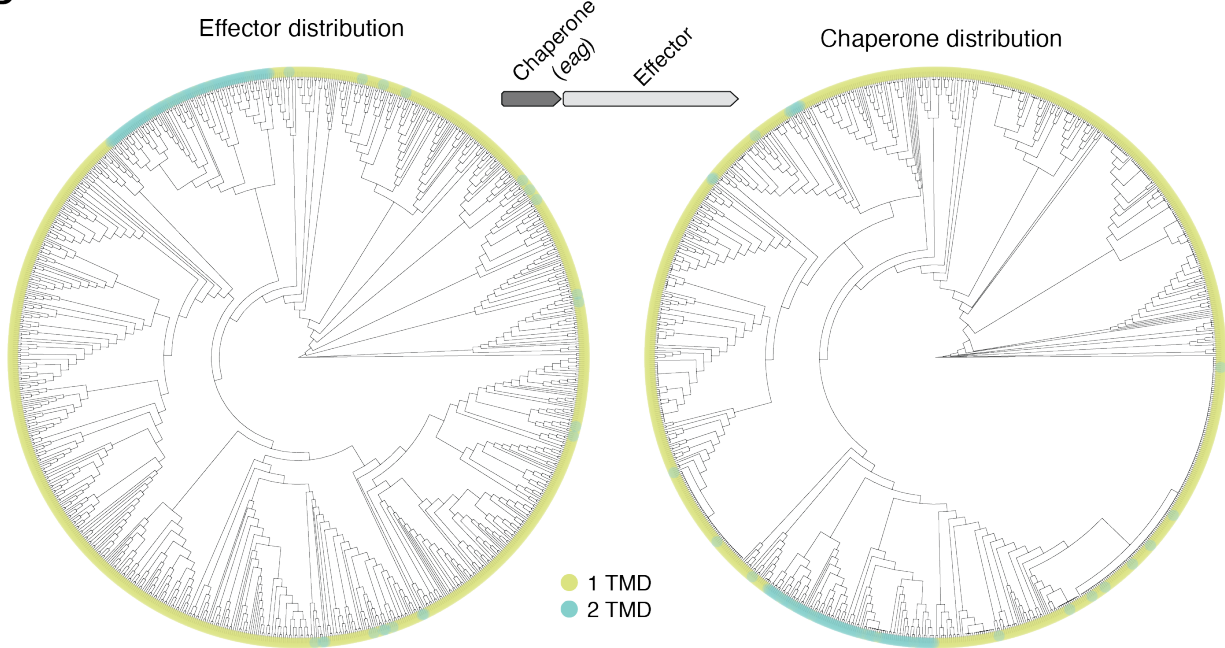 Effector distribution
Chaperone
(eag)
Effector
Chaperone distribution
1 TMD
2 TMD